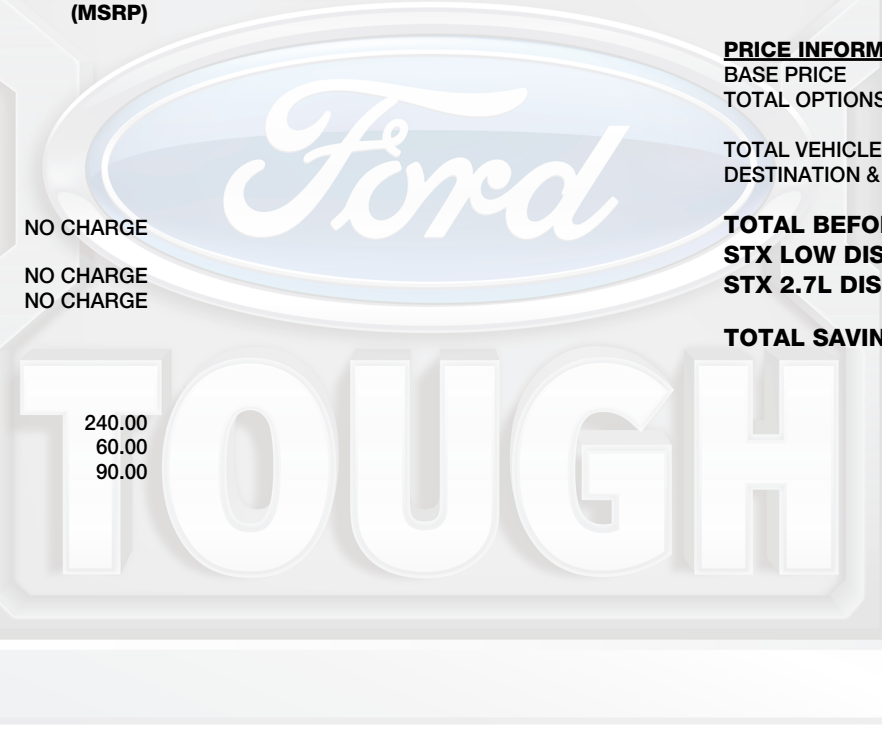 (MSRP)
NO CHARGE
NO CHARGE
NO CHARGE
240.00
60.00
90.00
PRICE INFORM
BASE PRICE
TOTAL OPTIONS
TOTAL VEHICLE
DESTINATION &
TOTAL BEFO
STX LOW DIS
STX 2.7L DIS
TOTAL SAVIN
Ford
TOUGH